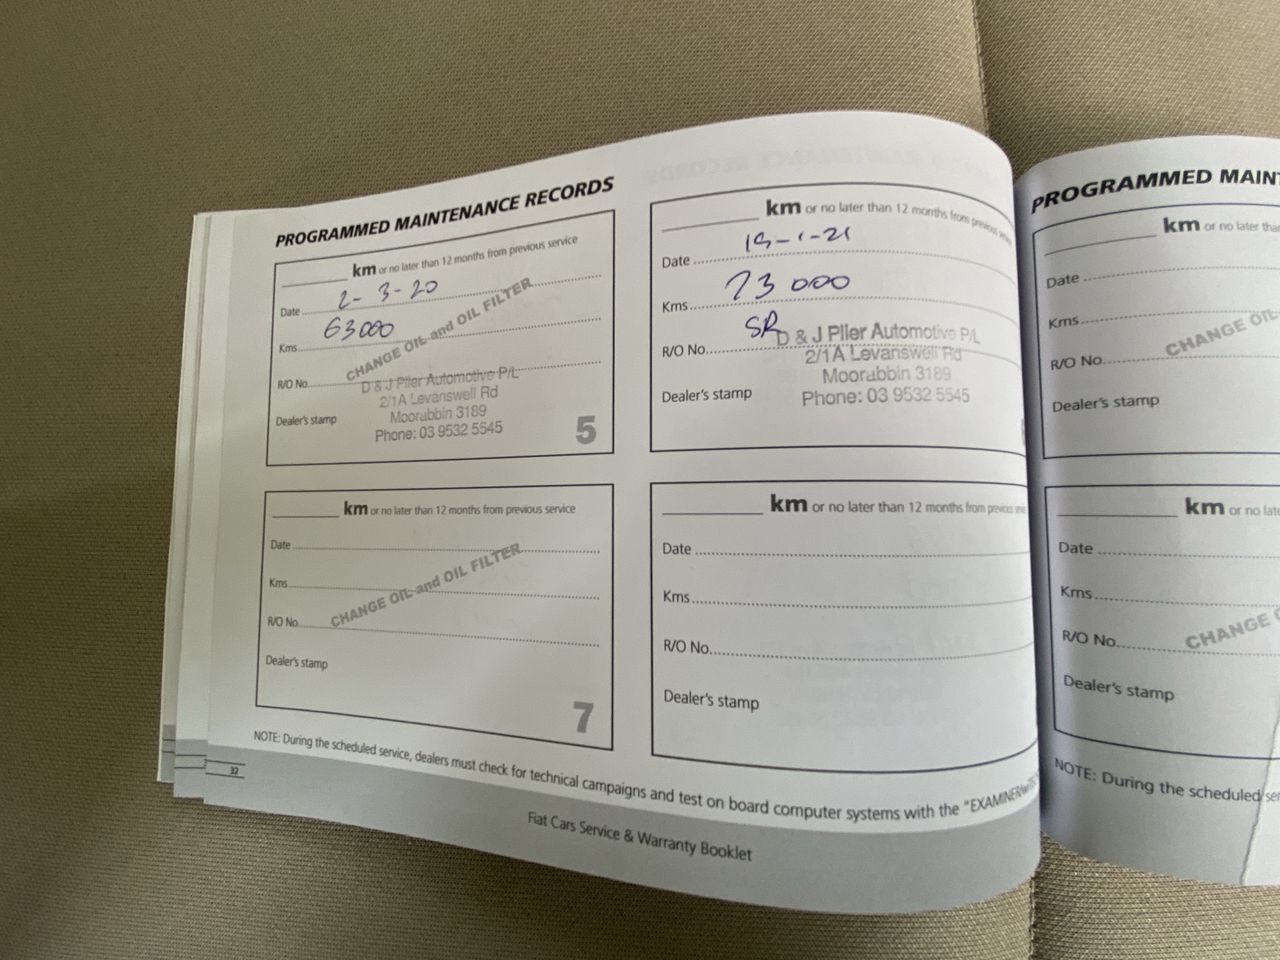 PROGRAMMED MAINTENANCE RECORDS
km or no later than 12 months from previous service
Date 2-3-20
Kms 63000
CHANGE OIL and OIL FILTER
R/O No.
Dealer's stamp
D & J Piler Automotive P/L
2/1A Levanswell Rd
Moorabbin 3189
Phone: 03 9532 5545
5
km or no later than 12 months from previous service
Date 19-1-21
Kms 73000
R/O No. SR
Dealer's stamp
D & J Piler Automotive P/L
2/1A Levanswell Rd
Moorabbin 3189
Phone: 03 9532 5545
km or no later than 12 months from previous service
Date
Kms
CHANGE OIL and OIL FILTER
R/O No.
Dealer's stamp
7
km or no later than 12 months from previous
Date
Kms
R/O No.
Dealer's stamp
NOTE: During the scheduled service, dealers must check for technical campaigns and test on board computer systems with the "EXAMINER
32
Fiat Cars Service & Warranty Booklet
PROGRAMMED MAIN
km or no later than
Date
Kms
CHANGE OIL
R/O No.
Dealer's stamp
km or no
Date
Kms
CHANGE
R/O No.
Dealer's stamp
NOTE: During the scheduled